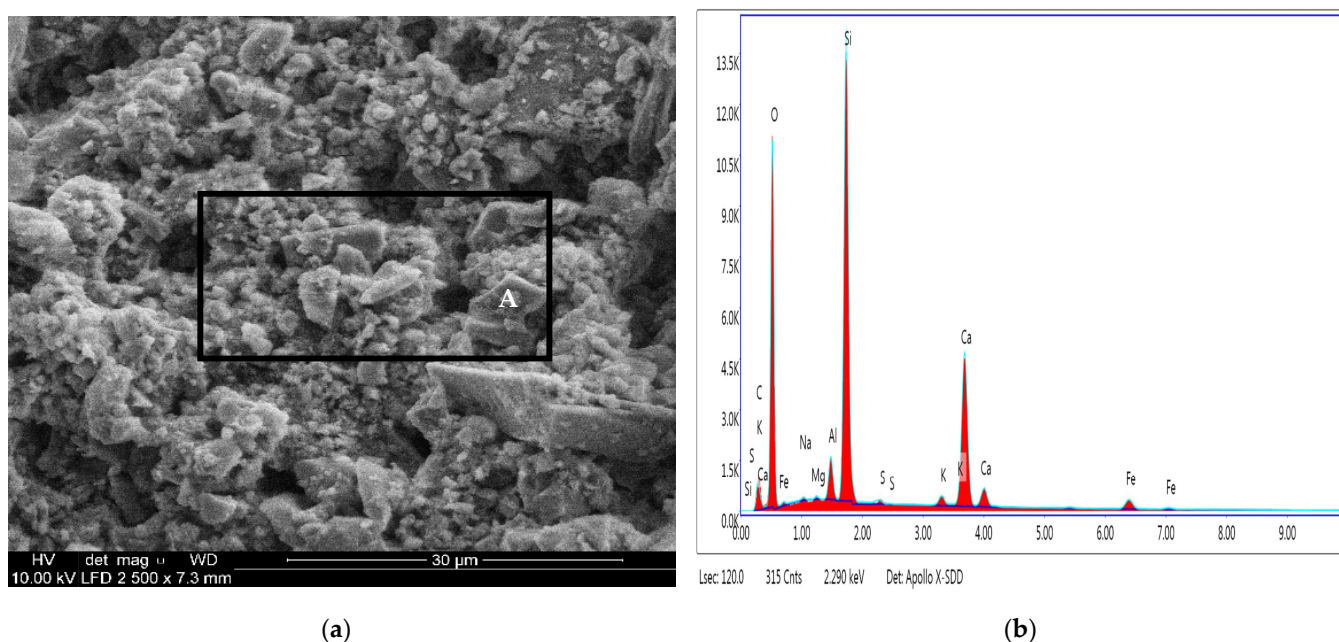 A
HV det mag WD
10.00 kV LFD 2 500 x 7.3 mm
30 µm
(a)
13.5K
12.0K
10.5K
9.0K
7.5K
6.0K
4.5K
3.0K
1.5K
0.0K
Si
O
C
K
S
Ca
Si
Fe
Na
Mg
Al
S
S
K
K
Ca
Ca
Fe
Fe
0.00 1.00 2.00 3.00 4.00 5.00 6.00 7.00 8.00 9.00
Lsec: 120.0 315 Cnts 2.290 keV Det: Apollo X-SDD
(b)